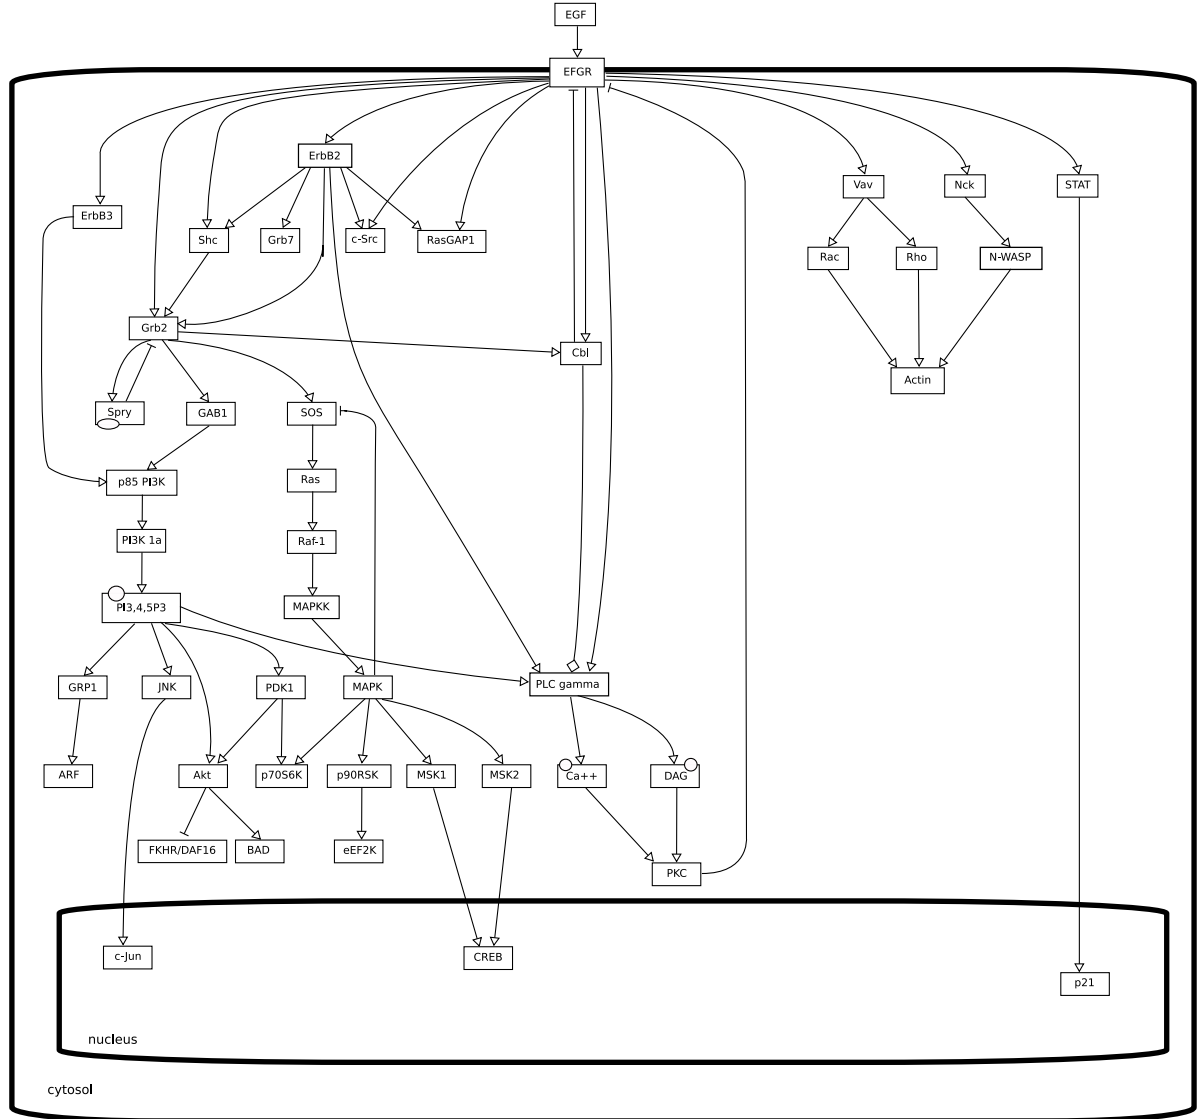 EGF
EFGR
ErbB2
Vav
Nck
STAT
ErbB3
Shc
Grb7
c-Src
RasGAP1
Rac
Rho
N-WASP
Grb2
Cbl
Actin
Spry
GAB1
SOS
p85 PI3K
Ras
PI3K 1a
Raf-1
PI3,4,5P3
MAPKK
GRP1
JNK
PDK1
MAPK
PLC gamma
ARF
Akt
p70S6K
p90RSK
MSK1
MSK2
Ca++
DAG
FKHR/DAF16
BAD
eEF2K
PKC
c-Jun
CREB
p21
nucleus
cytosol